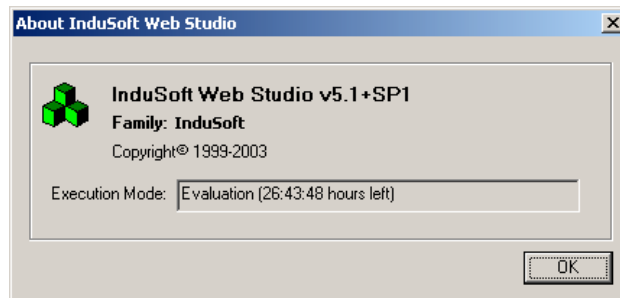 About InduSoft Web Studio
InduSoft Web Studio v5.1+SP1
Family: InduSoft
Copyright© 1999-2003
Execution Mode: Evaluation (26:43:48 hours left)
OK